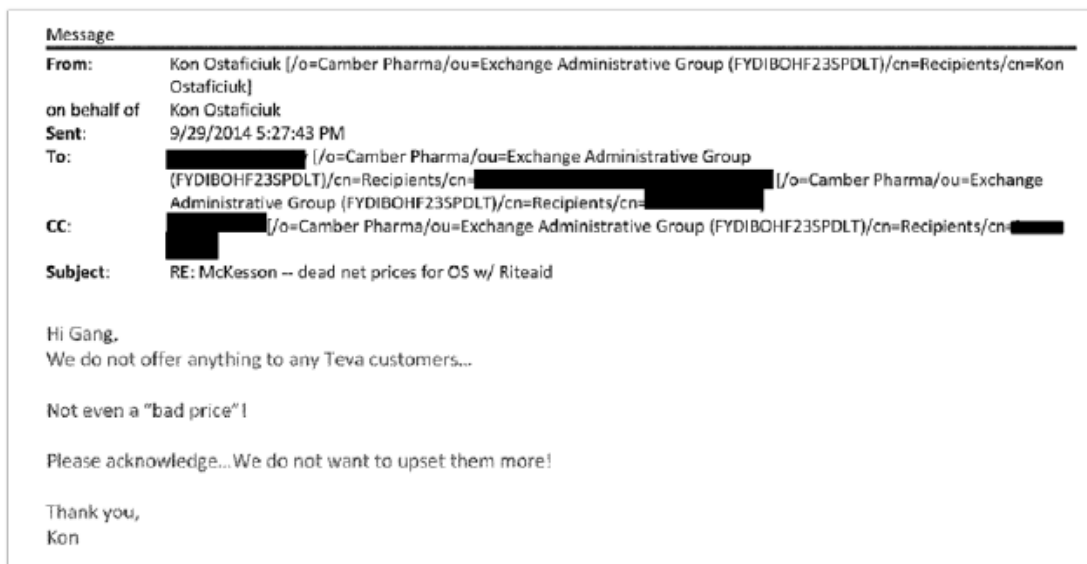 Message
From: Kon Ostaficiuk [/o=Camber Pharma/ou=Exchange Administrative Group (FYDIBOHF23SPDLT)/cn=Recipients/cn=Kon
Ostaficiuk]
on behalf of Kon Ostaficiuk
Sent: 9/29/2014 5:27:43 PM
To: [/o=Camber Pharma/ou=Exchange Administrative Group
(FYDIBOHF23SPDLT)/cn=Recipients/cn= [/o=Camber Pharma/ou=Exchange
Administrative Group (FYDIBOHF23SPDLT)/cn=Recipients/cn=
CC: [/o=Camber Pharma/ou=Exchange Administrative Group (FYDIBOHF23SPDLT)/cn=Recipients/cn=
Subject: RE: McKesson -- dead net prices for OS w/ Riteaid
Hi Gang,
We do not offer anything to any Teva customers...
Not even a "bad price"!
Please acknowledge...We do not want to upset them more!
Thank you,
Kon